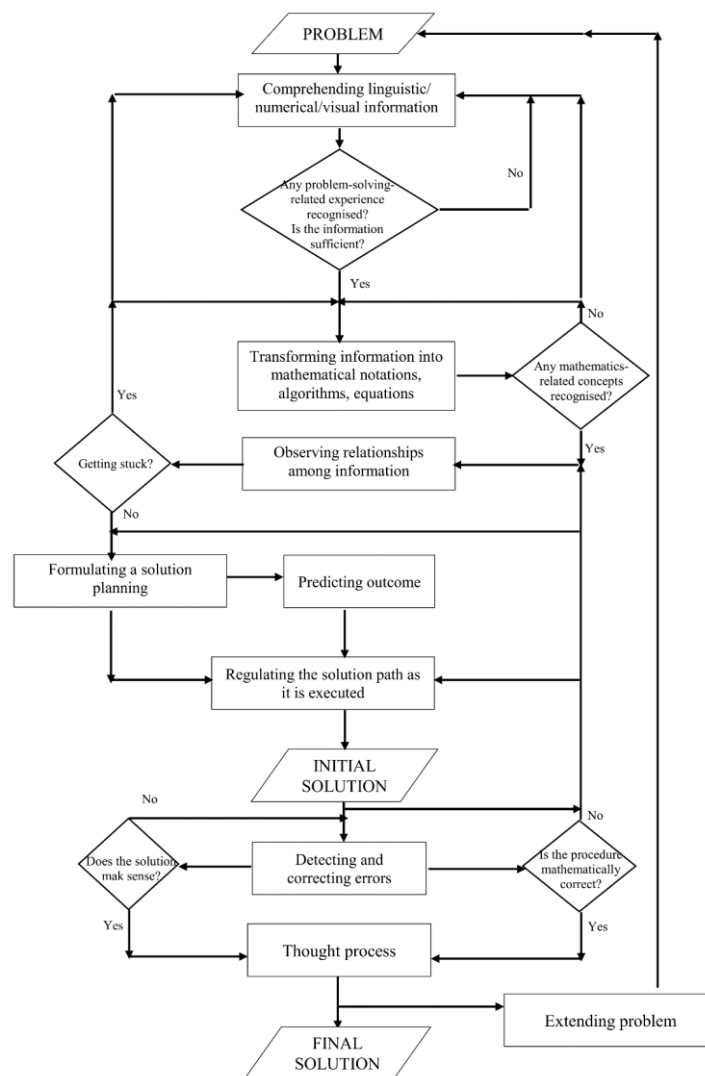 PROBLEM
Comprehending linguistic/
numerical/visual information
No
Any problem-solving-
related experience
recognised?
Is the information
sufficient?
Yes
No
Transforming information into
mathematical notations,
algorithms, equations
Any mathematics-
related concepts
recognised?
Yes
Yes
Observing relationships
among information
Getting stuck?
No
Formulating a solution
planning
Predicting outcome
Regulating the solution path as
it is executed
INITIAL
SOLUTION
No
No
Does the solution
mak sense?
Detecting and
correcting errors
Is the procedure
mathematically
correct?
Yes
Yes
Thought process
Extending problem
FINAL
SOLUTION